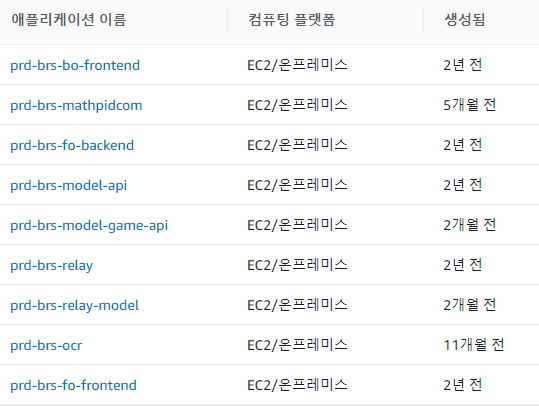 애플리케이션 이름 컴퓨팅 플랫폼 생성됨
prd-brs-bo-frontend EC2/온프레미스 2년 전
prd-brs-mathpidcom EC2/온프레미스 5개월 전
prd-brs-fo-backend EC2/온프레미스 2년 전
prd-brs-model-api EC2/온프레미스 2년 전
prd-brs-model-game-api EC2/온프레미스 2개월 전
prd-brs-relay EC2/온프레미스 2년 전
prd-brs-relay-model EC2/온프레미스 2개월 전
prd-brs-ocr EC2/온프레미스 11개월 전
prd-brs-fo-frontend EC2/온프레미스 2년 전